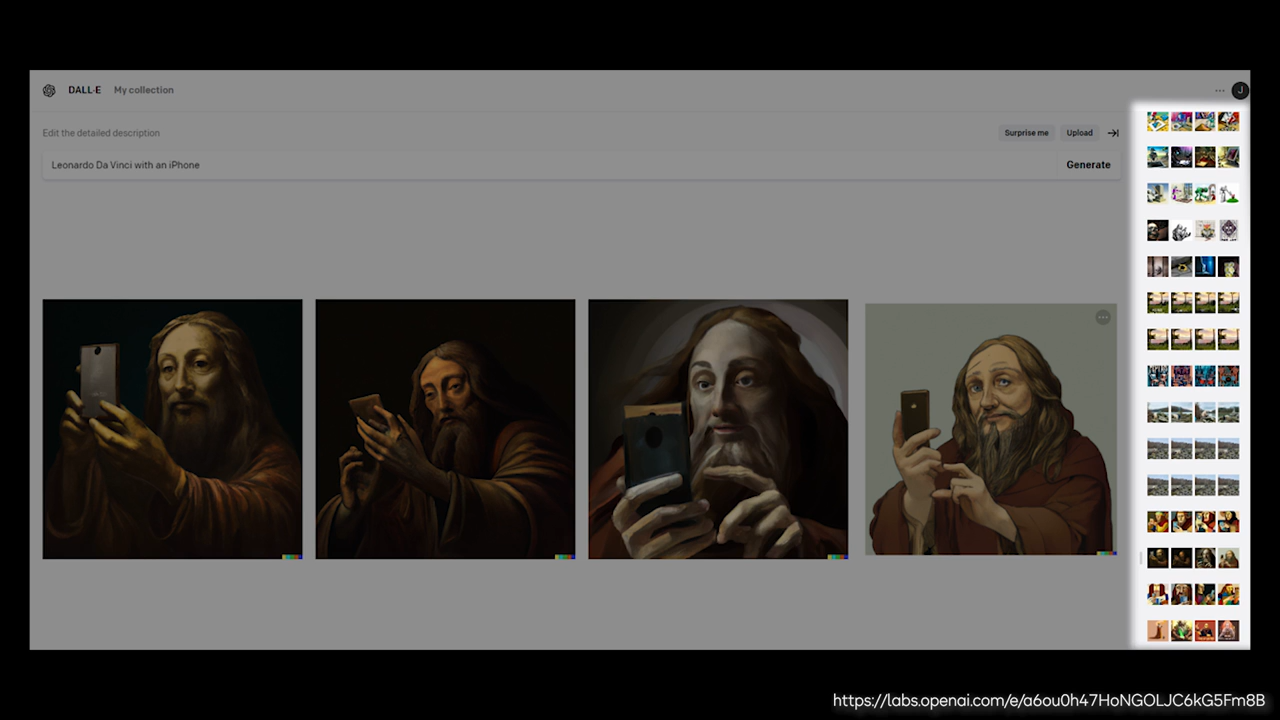 DALL·E My collection
J
Edit the detailed description
Surprise me
Upload
Leonardo Da Vinci with an iPhone
Generate
https://labs.openai.com/e/a6ou0h47HoNGOLJC6kG5Fm8B